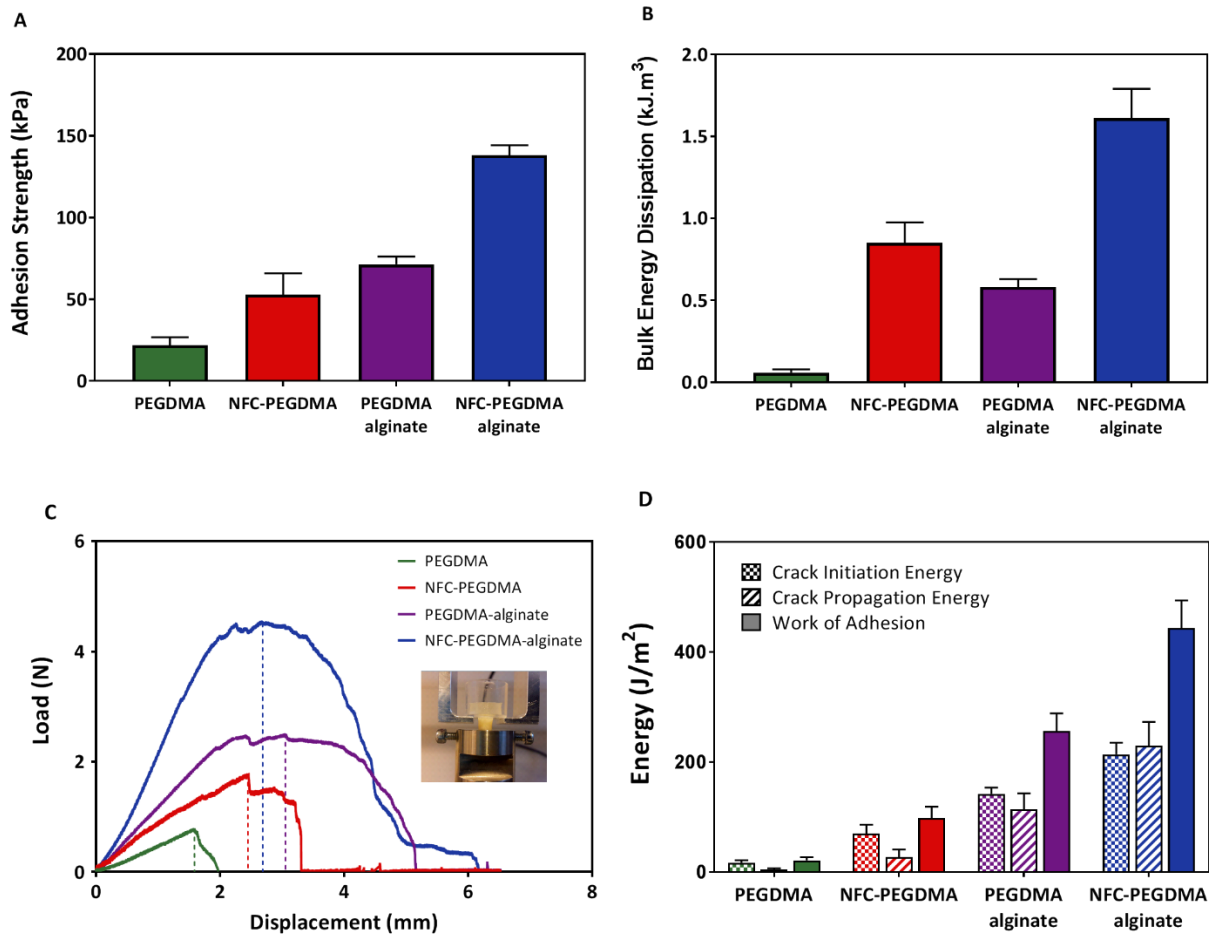 A
Adhesion Strength (kPa)
200
150
100
50
0
PEGDMA
NFC-PEGDMA
PEGDMA
alginate
NFC-PEGDMA
alginate
B
Bulk Energy Dissipation (kJ.m³)
2.0
1.5
1.0
0.5
0.0
PEGDMA
NFC-PEGDMA
PEGDMA
alginate
NFC-PEGDMA
alginate
C
Load (N)
6
4
2
0
0
2
4
6
8
Displacement (mm)
PEGDMA
NFC-PEGDMA
PEGDMA-alginate
NFC-PEGDMA-alginate
D
Energy (J/m²)
600
400
200
0
Crack Initiation Energy
Crack Propagation Energy
Work of Adhesion
PEGDMA
NFC-PEGDMA
PEGDMA
alginate
NFC-PEGDMA
alginate